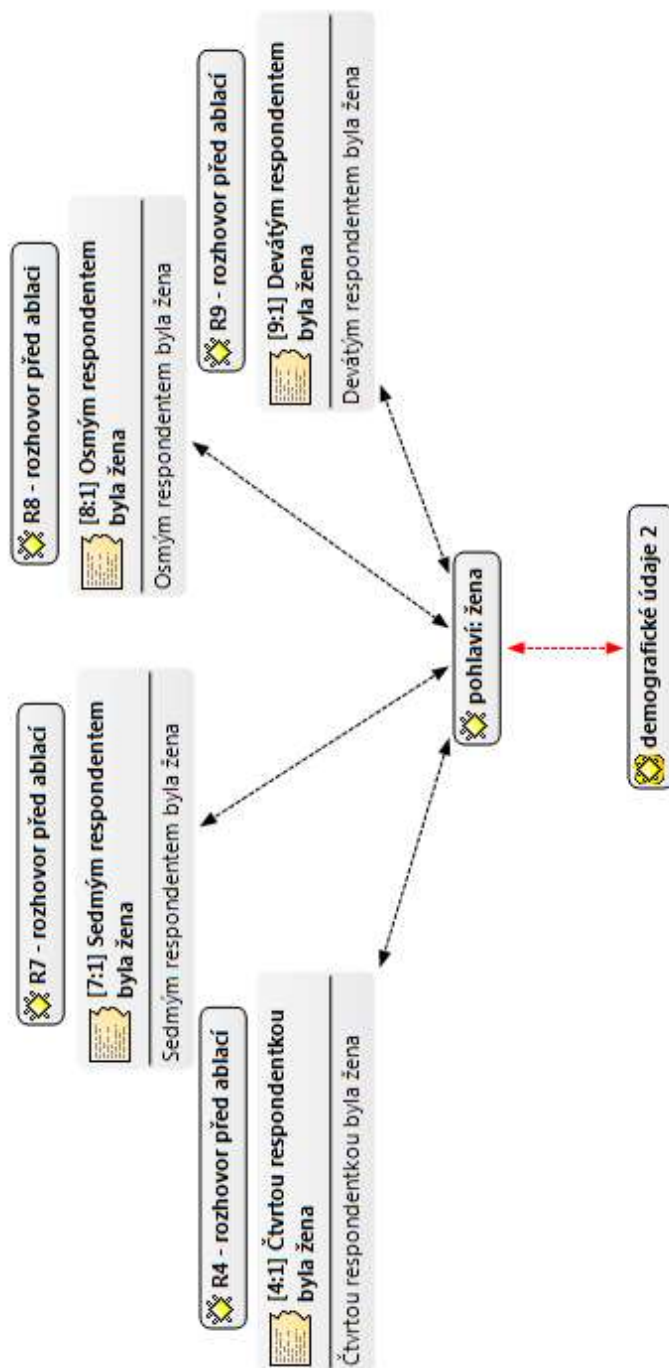 R7 - rozhovor před ablací
[7:1] Sedmým respondentem
byla žena
Sedmým respondentem byla žena
R8 - rozhovor před ablací
[8:1] Osmým respondentem
byla žena
Osmým respondentem byla žena
R4 - rozhovor před ablací
[4:1] Čtvrtou respondentkou
byla žena
Čtvrtou respondentkou byla žena
R9 - rozhovor před ablací
[9:1] Devátým respondentem
byla žena
Devátým respondentem byla žena
pohlaví: žena
demografické údaje 2